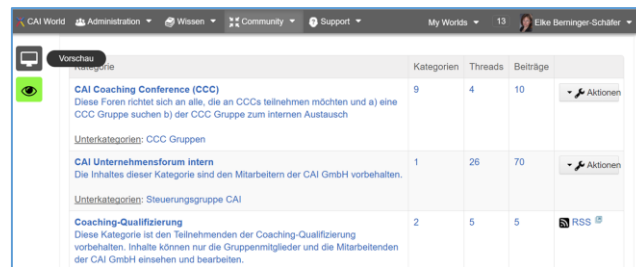 CAI World Administration Wissen Community Support My Worlds 13 Elke Berninger-Schäfer
Vorschau
Kategorie Kategorien Threads Beiträge
CAI Coaching Conference (CCC) 9 4 10 Aktionen
Diese Foren richtet sich an alle, die an CCCs teilnehmen möchten und a) eine
CCC Gruppe suchen b) der CCC Gruppe zum internen Austausch
Unterkategorien: CCC Gruppen
CAI Unternehmensforum intern 1 26 70 Aktionen
Die Inhaltes dieser Kategorie sind den Mitarbeitern der CAI GmbH vorbehalten.
Unterkategorien: Steuerungsgruppe CAI
Coaching-Qualifizierung 2 5 5 RSS
Diese Kategorie ist den Teilnehmenden der Coaching-Qualifizierung
vorbehalten. Inhalte können nur die Gruppenmitglieder und die Mitarbeitenden
der CAI GmbH einsehen und bearbeiten.